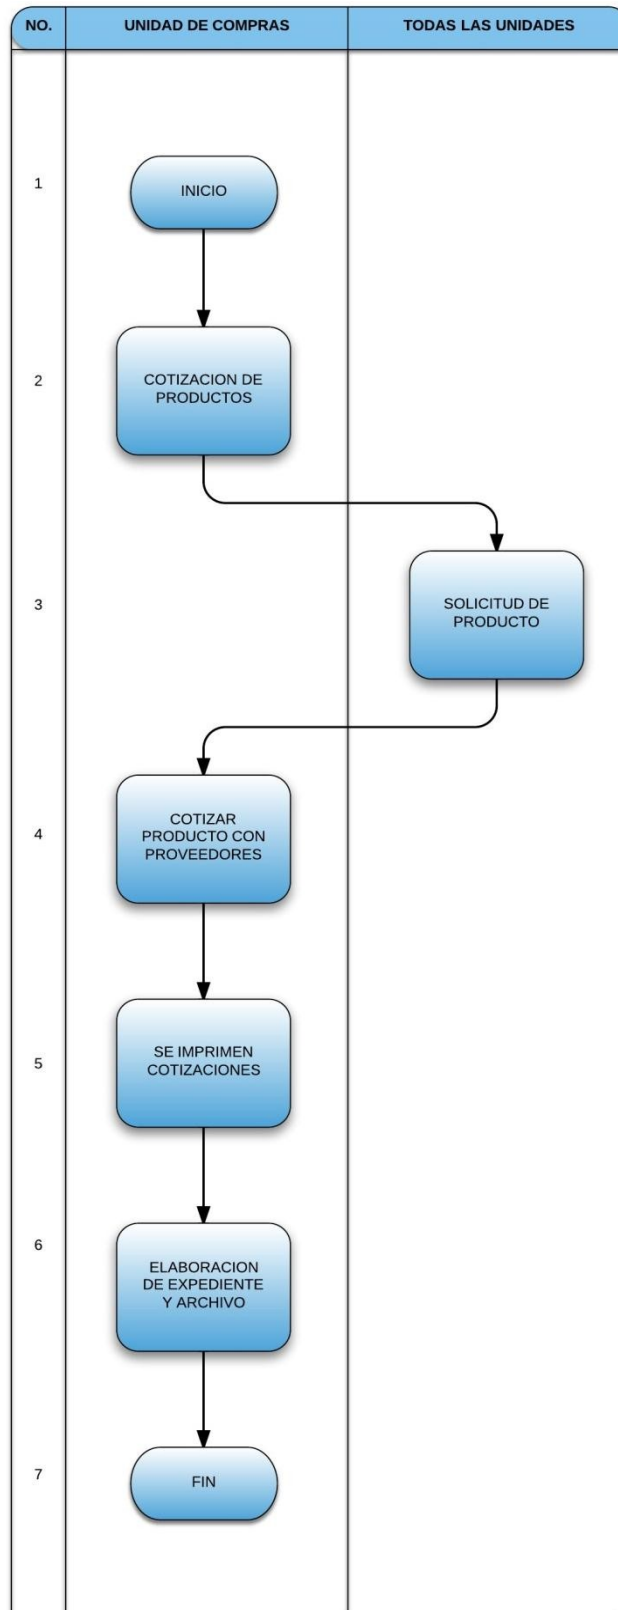 NO. UNIDAD DE COMPRAS TODAS LAS UNIDADES
1
INICIO
2
COTIZACION DE
PRODUCTOS
3
SOLICITUD DE
PRODUCTO
4
COTIZAR
PRODUCTO CON
PROVEEDORES
5
SE IMPRIMEN
COTIZACIONES
6
ELABORACION
DE EXPEDIENTE
Y ARCHIVO
7
FIN